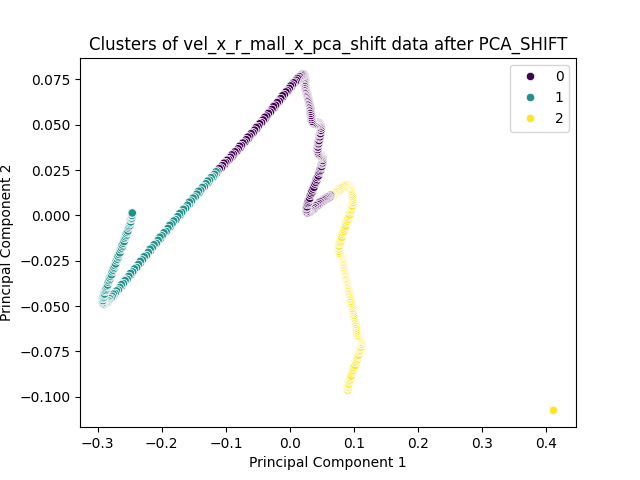 Clusters of vel_x_r_mall_x_pca_shift data after PCA_SHIFT
0
1
2
0.075
0.050
0.025
0.000
−0.025
−0.050
−0.075
−0.100
Principal Component 2
−0.3 −0.2 −0.1 0.0 0.1 0.2 0.3 0.4
Principal Component 1